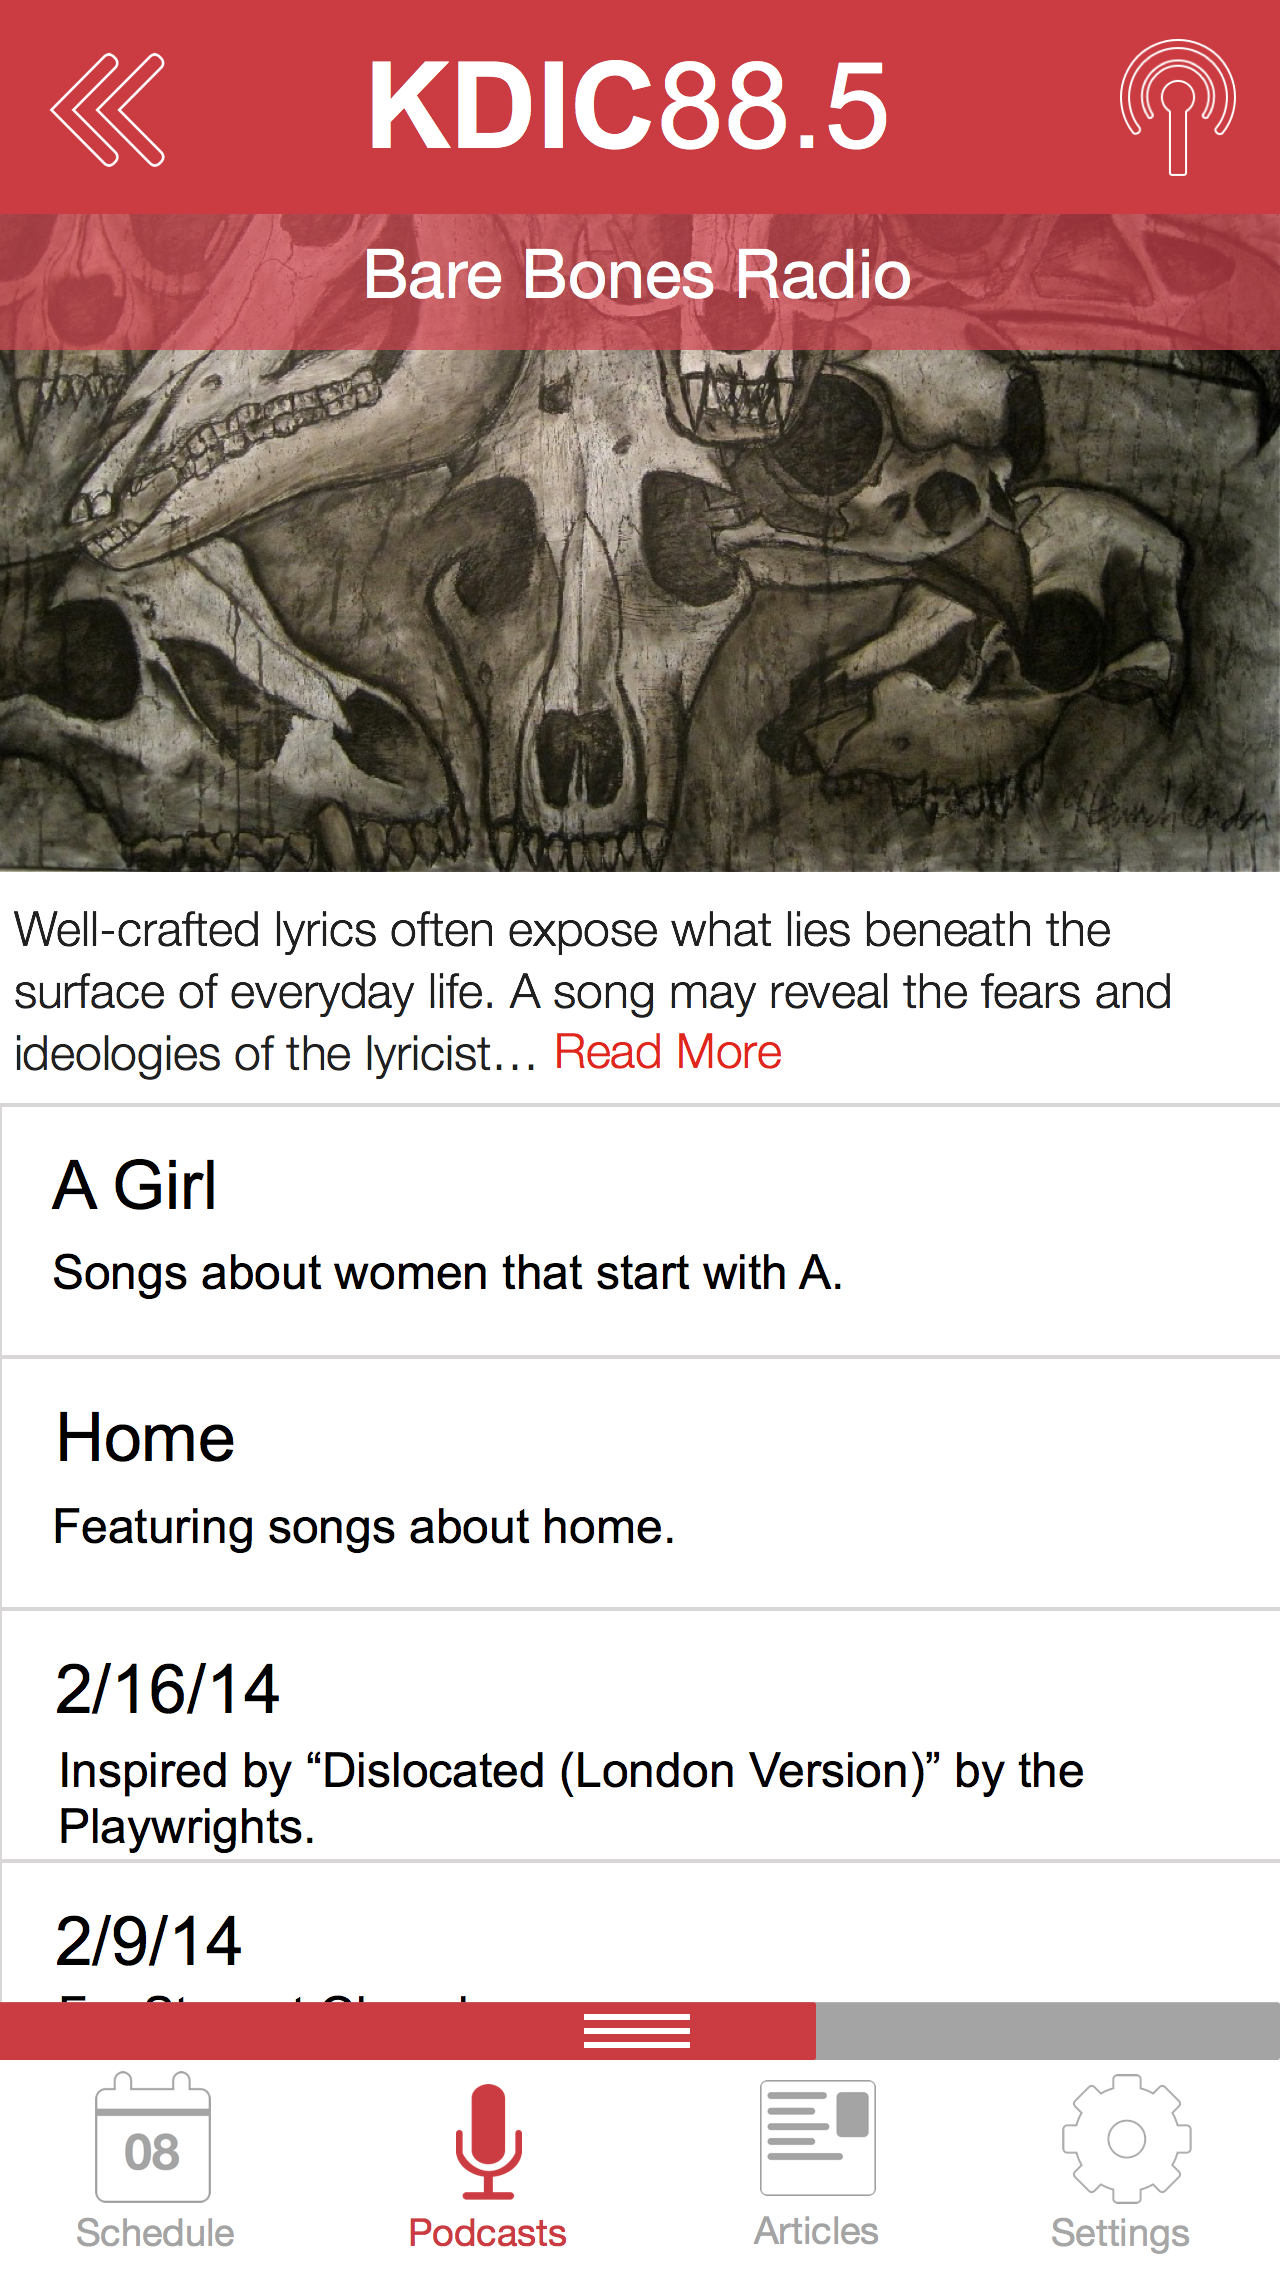 KDIC88.5
Bare Bones Radio
Well-crafted lyrics often expose what lies beneath the
surface of everyday life. A song may reveal the fears and
ideologies of the lyricist... Read More
A Girl
Songs about women that start with A.
Home
Featuring songs about home.
2/16/14
Inspired by “Dislocated (London Version)” by the
Playwrights.
2/9/14
08
Schedule
Podcasts
Articles
Settings